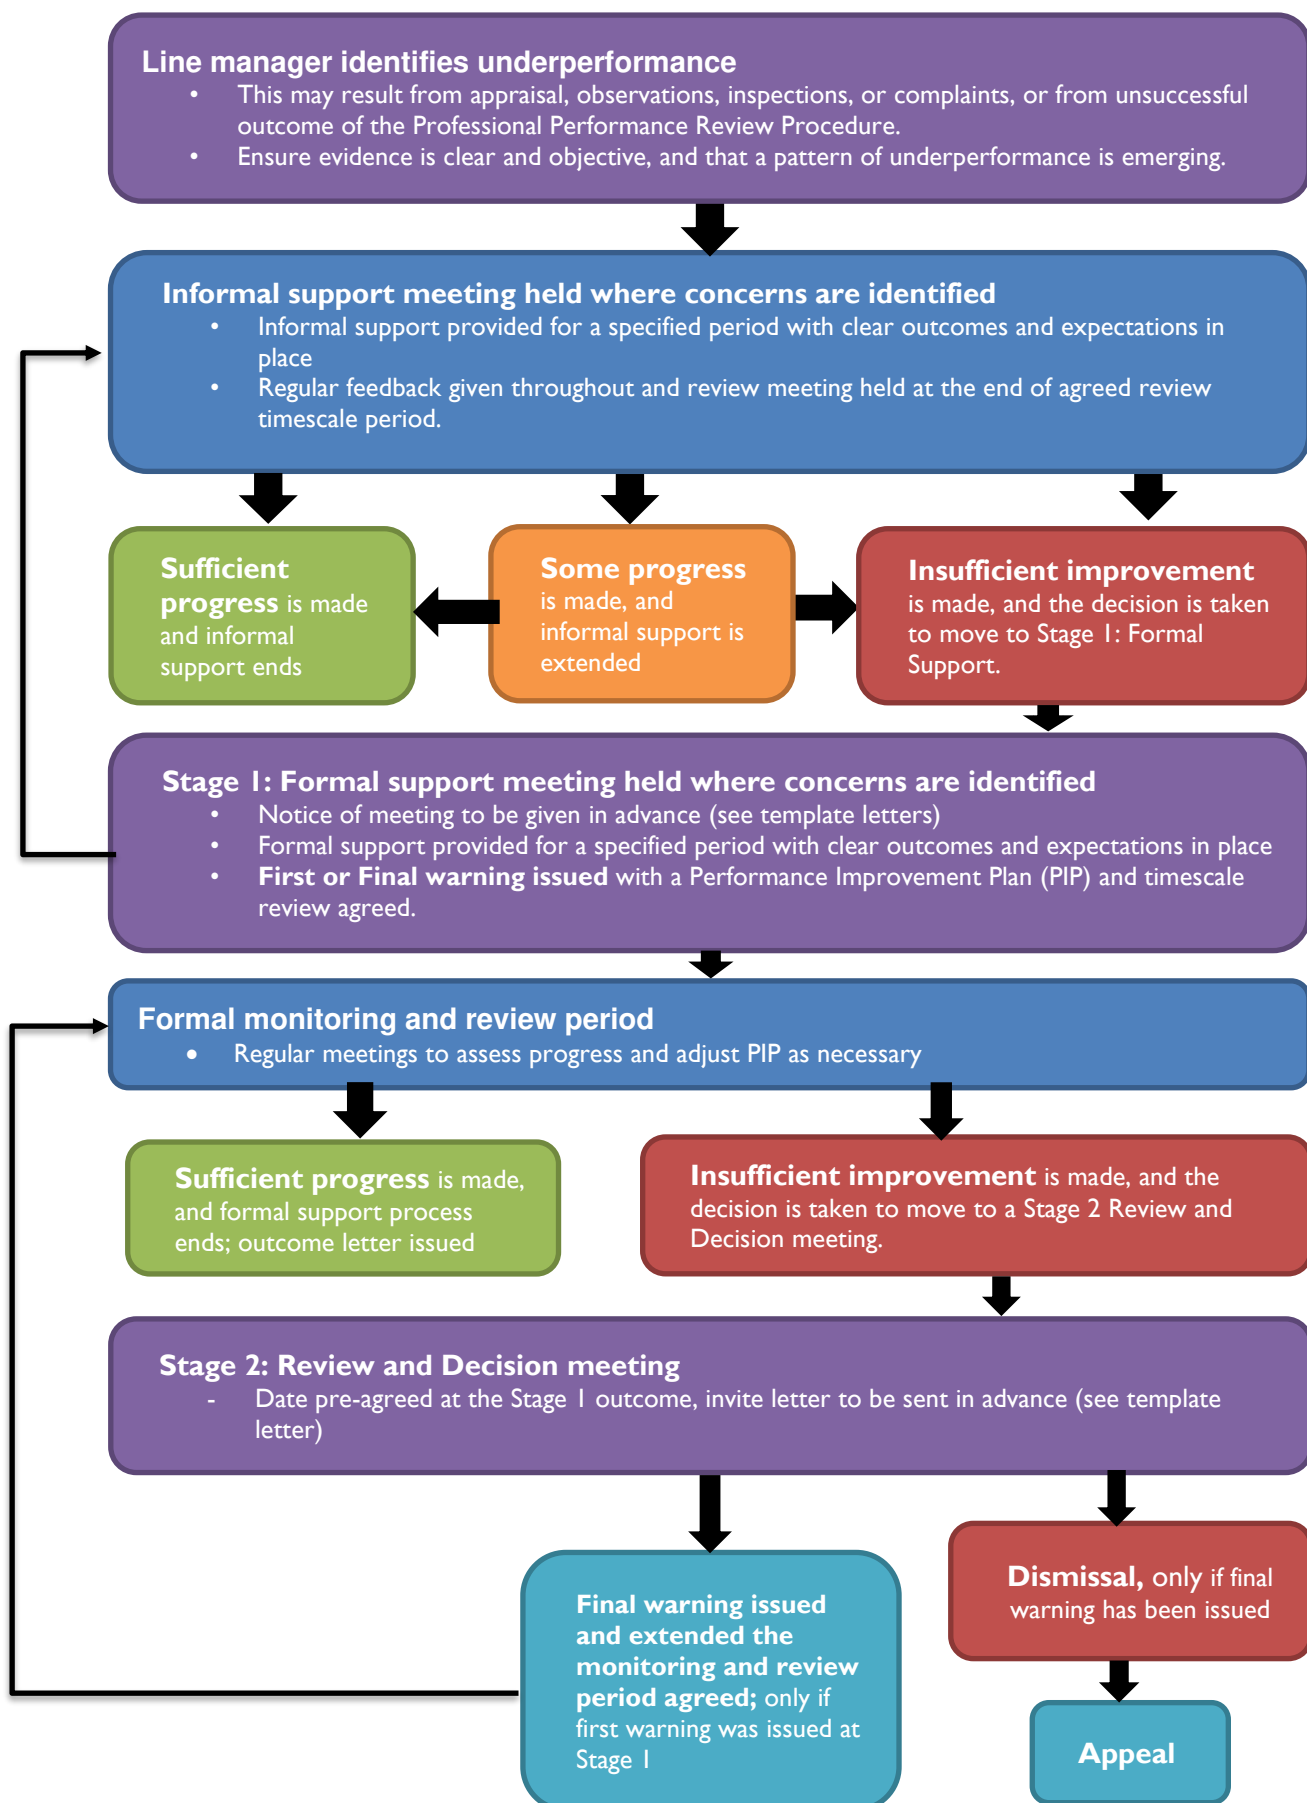 Line manager identifies underperformance
• This may result from appraisal, observations, inspections, or complaints, or from unsuccessful
outcome of the Professional Performance Review Procedure.
• Ensure evidence is clear and objective, and that a pattern of underperformance is emerging.
Informal support meeting held where concerns are identified
• Informal support provided for a specified period with clear outcomes and expectations in
place
• Regular feedback given throughout and review meeting held at the end of agreed review
timescale period.
Sufficient
progress is made
and informal
support ends
Some progress
is made, and
informal support is
extended
Insufficient improvement
is made, and the decision is taken
to move to Stage 1: Formal
Support.
Stage 1: Formal support meeting held where concerns are identified
• Notice of meeting to be given in advance (see template letters)
• Formal support provided for a specified period with clear outcomes and expectations in place
• First or Final warning issued with a Performance Improvement Plan (PIP) and timescale
review agreed.
Formal monitoring and review period
• Regular meetings to assess progress and adjust PIP as necessary
Sufficient progress is made,
and formal support process
ends; outcome letter issued
Insufficient improvement is made, and the
decision is taken to move to a Stage 2 Review and
Decision meeting.
Stage 2: Review and Decision meeting
- Date pre-agreed at the Stage 1 outcome, invite letter to be sent in advance (see template
letter)
Final warning issued
and extended the
monitoring and review
period agreed; only if
first warning was issued at
Stage 1
Dismissal, only if final
warning has been issued
Appeal